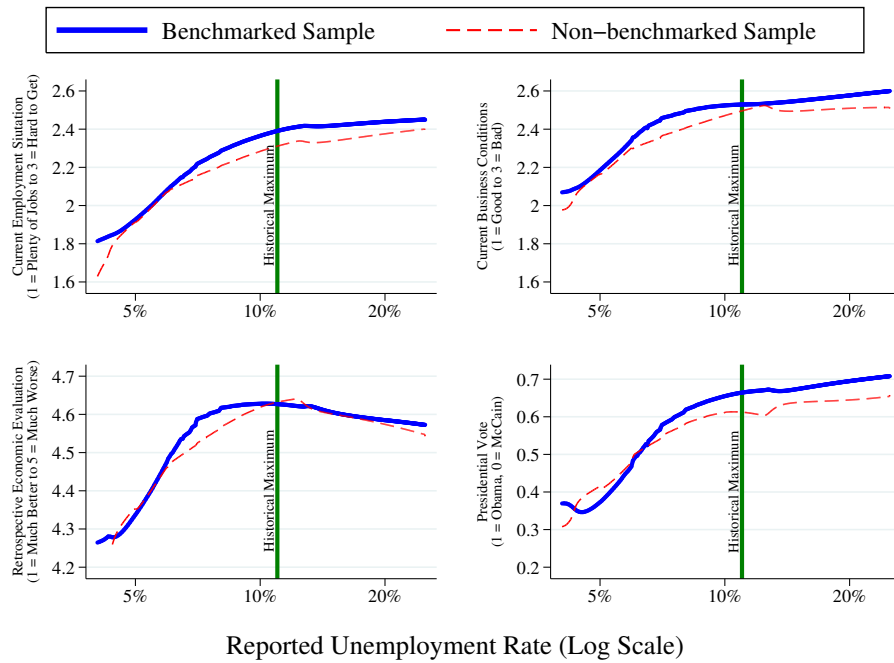 Benchmarked Sample
Non−benchmarked Sample
Current Employment Siutation
(1 = Plenty of Jobs to 3 = Hard to Get)
2.6
2.4
2.2
2
1.8
1.6
Historical Maximum
5%
10%
20%
Current Business Conditions
(1 = Good to 3 = Bad)
2.6
2.4
2.2
2
1.8
1.6
Historical Maximum
5%
10%
20%
Retrospective Economic Evaluation
(1 = Much Better to 5 = Much Worse)
4.7
4.6
4.5
4.4
4.3
4.2
Historical Maximum
5%
10%
20%
Presidential Vote
(1 = Obama, 0 = McCain)
0.7
0.6
0.5
0.4
0.3
0.2
Historical Maximum
5%
10%
20%
Reported Unemployment Rate (Log Scale)